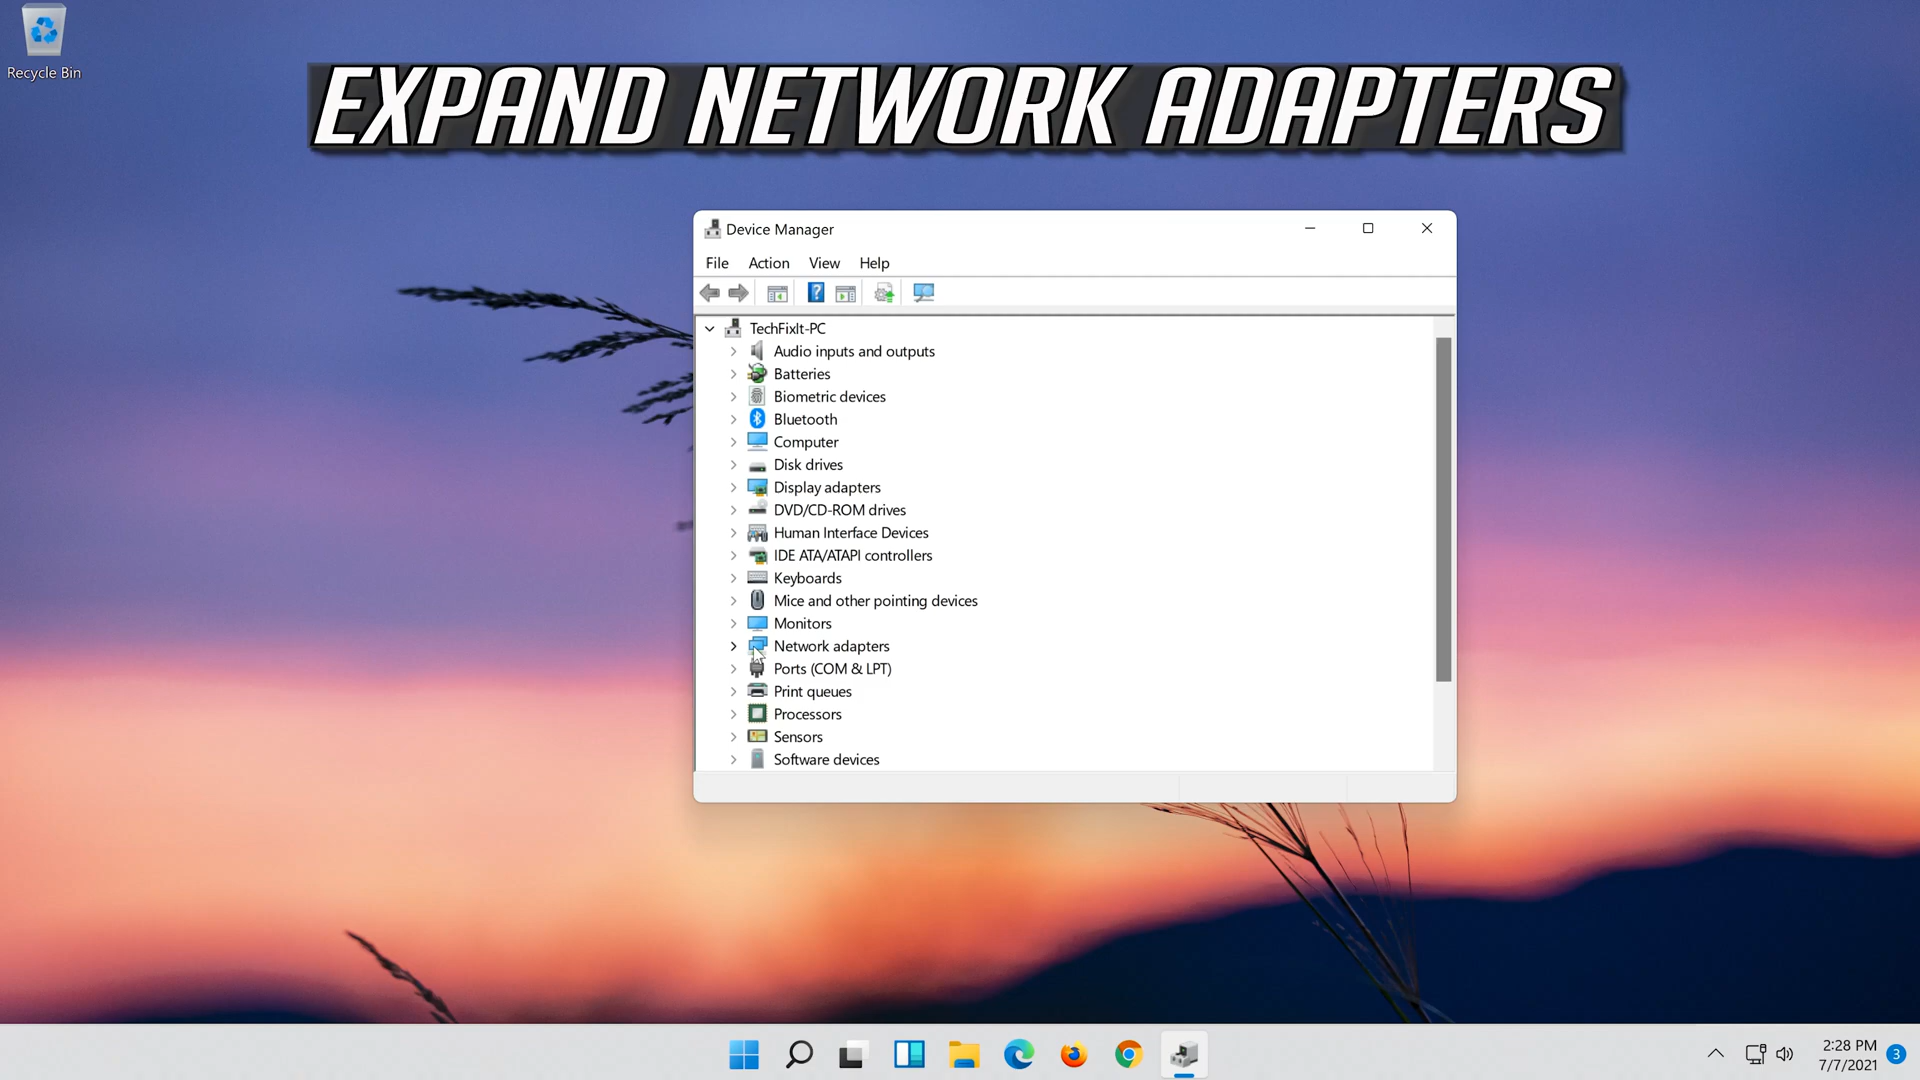 Recycle Bin
EXPAND NETWORK ADAPTERS
Device Manager
File Action View Help
TechFixIt-PC
Audio inputs and outputs
Batteries
Biometric devices
Bluetooth
Computer
Disk drives
Display adapters
DVD/CD-ROM drives
Human Interface Devices
IDE ATA/ATAPI controllers
Keyboards
Mice and other pointing devices
Monitors
Network adapters
Ports (COM & LPT)
Print queues
Processors
Sensors
Software devices
2:28 PM
7/7/2021
3